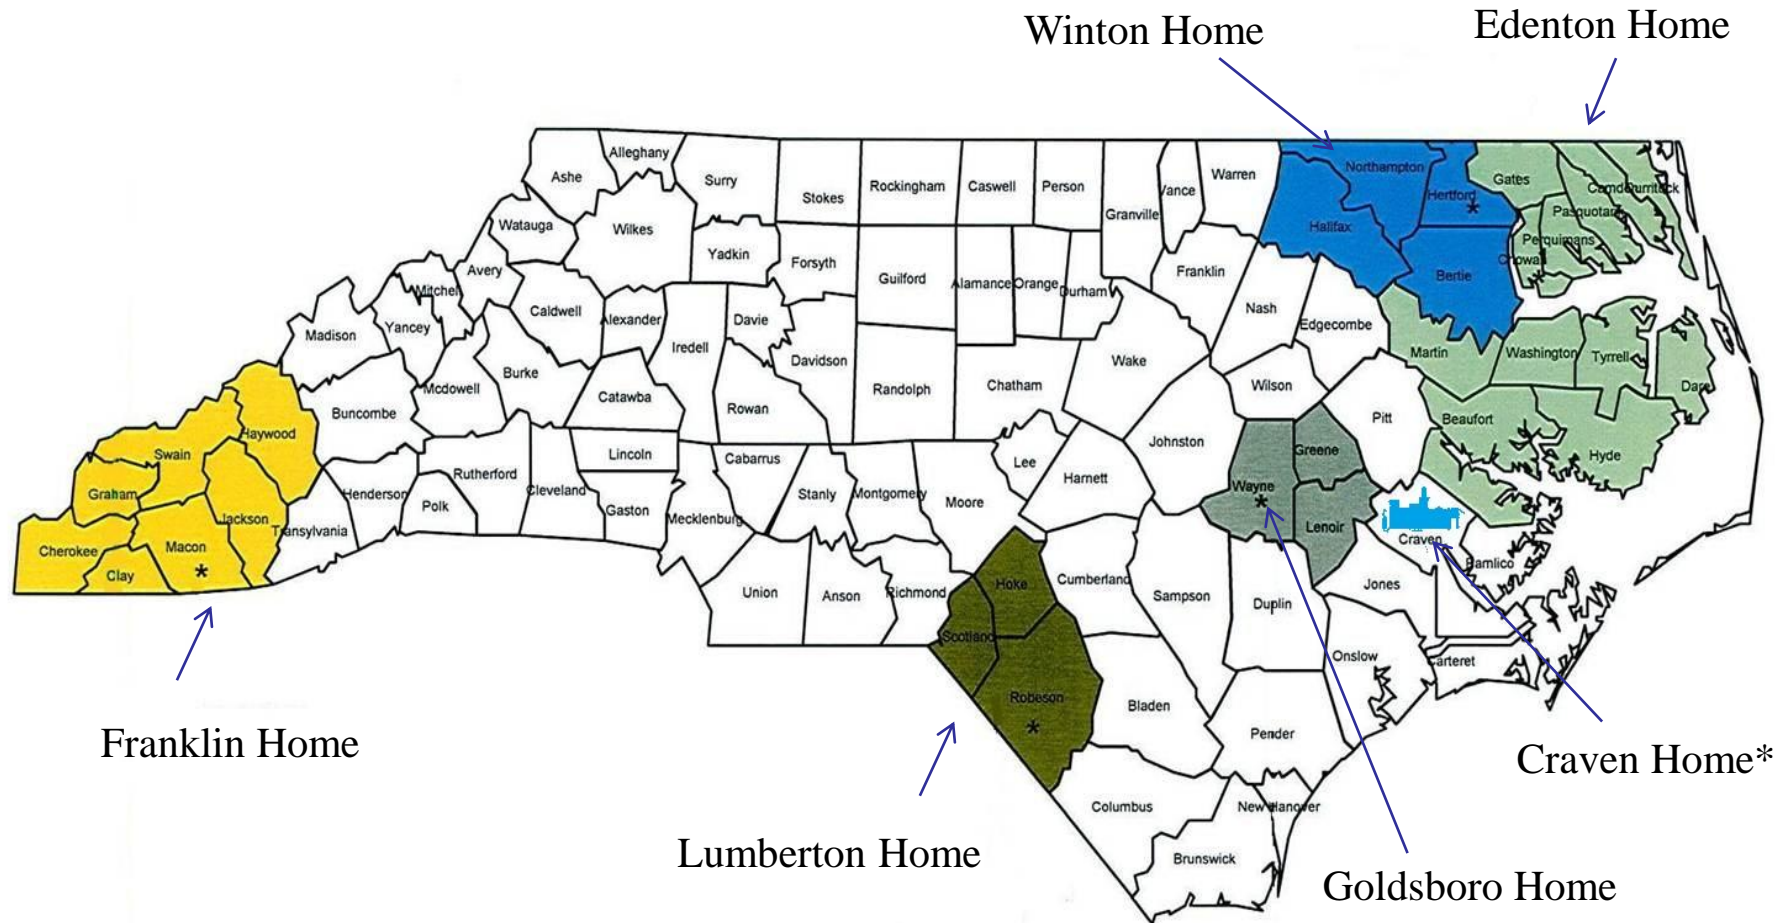 Winton Home
Edenton Home
Alleghany
Ashe
Surry
Stokes
Rockingham
Caswell
Person
Granville
Vance
Warren
Northampton
Hertford
*
Gates
Camden
Currituck
Pasquotank
Perquimans
Chowan
*
Halifax
Bertie
Watauga
Wilkes
Yadkin
Forsyth
Guilford
Alamance
Orange
Durham
Franklin
Nash
Edgecombe
Martin
Washington
Tyrrell
Dare
Avery
Mitchell
Caldwell
Alexander
Iredell
Davie
Davidson
Randolph
Chatham
Wake
Wilson
Pitt
Beaufort
Hyde
Madison
Yancey
Mcdowell
Burke
Catawba
Rowan
Buncombe
Haywood
Swain
Graham
Jackson
Macon
*
Cherokee
Clay
Transylvania
Henderson
Polk
Rutherford
Cleveland
Lincoln
Gaston
Mecklenburg
Cabarrus
Stanly
Montgomery
Moore
Lee
Harnett
Johnston
Wayne
*
Greene
Lenoir
Craven
Pamlico
Jones
Union
Anson
Richmond
Hoke
Scotland
Robeson
*
Cumberland
Sampson
Duplin
Onslow
Carteret
Bladen
Pender
Columbus
New Hanover
Brunswick
Franklin Home
Lumberton Home
Goldsboro Home
Craven Home*